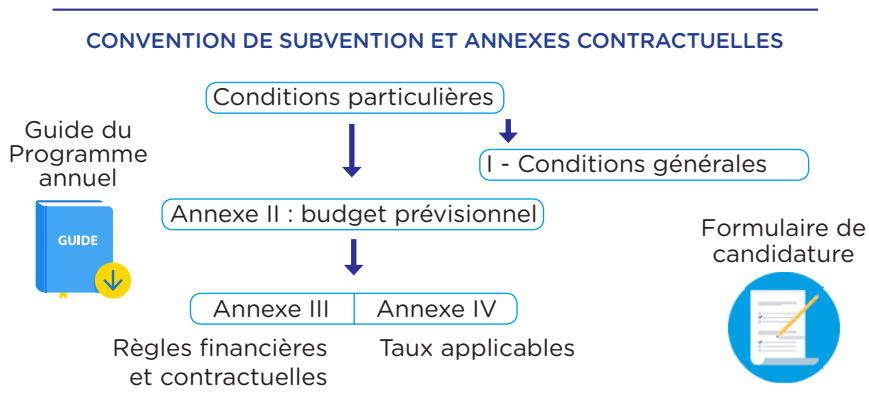 CONVENTION DE SUBVENTION ET ANNEXES CONTRACTUELLES
Conditions particulières
Guide du
Programme
annuel
GUIDE
I - Conditions générales
Annexe II : budget prévisionnel
Formulaire de
candidature
Annexe III
Annexe IV
Règles financières
et contractuelles
Taux applicables